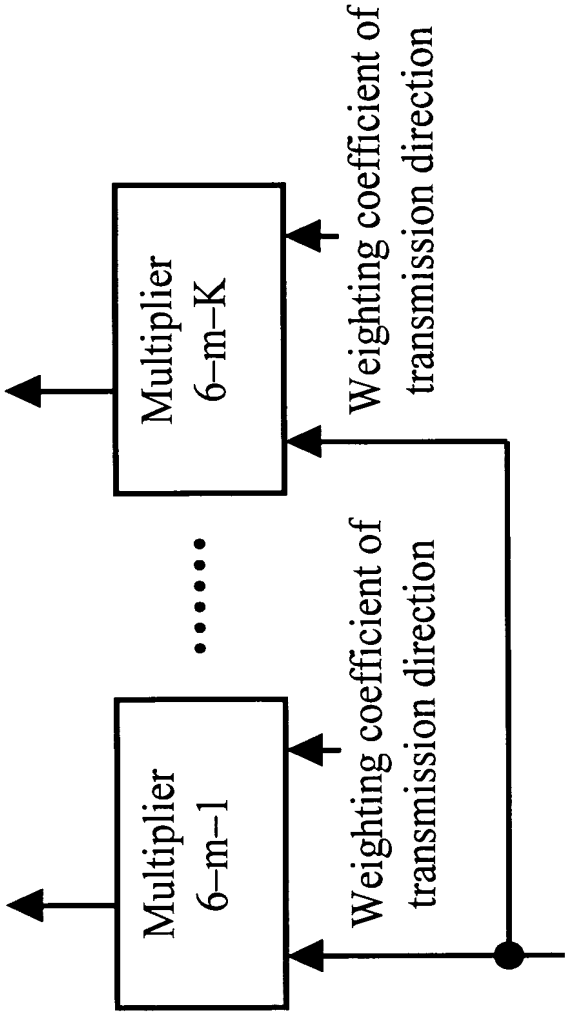 Multiplier
6–m–1
Weighting coefficient of
transmission direction
......
Multiplier
6–m–K
Weighting coefficient of
transmission direction